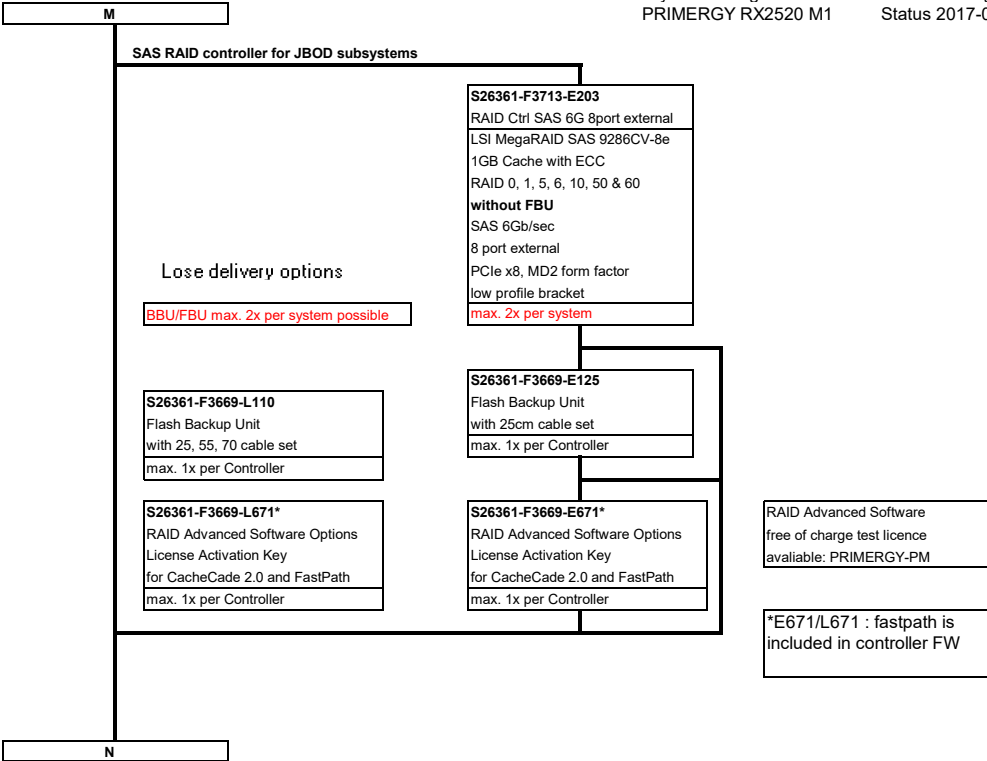 M
PRIMERGY RX2520 M1 Status 2017-0
SAS RAID controller for JBOD subsystems
S26361-F3713-E203
RAID Ctrl SAS 6G 8port external
LSI MegaRAID SAS 9286CV-8e
1GB Cache with ECC
RAID 0, 1, 5, 6, 10, 50 & 60
without FBU
SAS 6Gb/sec
8 port external
PCIe x8, MD2 form factor
low profile bracket
max. 2x per system
Lose delivery options
BBU/FBU max. 2x per system possible
S26361-F3669-L110
Flash Backup Unit
with 25, 55, 70 cable set
max. 1x per Controller
S26361-F3669-E125
Flash Backup Unit
with 25cm cable set
max. 1x per Controller
S26361-F3669-L671*
RAID Advanced Software Options
License Activation Key
for CacheCade 2.0 and FastPath
max. 1x per Controller
S26361-F3669-E671*
RAID Advanced Software Options
License Activation Key
for CacheCade 2.0 and FastPath
max. 1x per Controller
RAID Advanced Software
free of charge test licence
avaliable: PRIMERGY-PM
*E671/L671 : fastpath is
included in controller FW
N